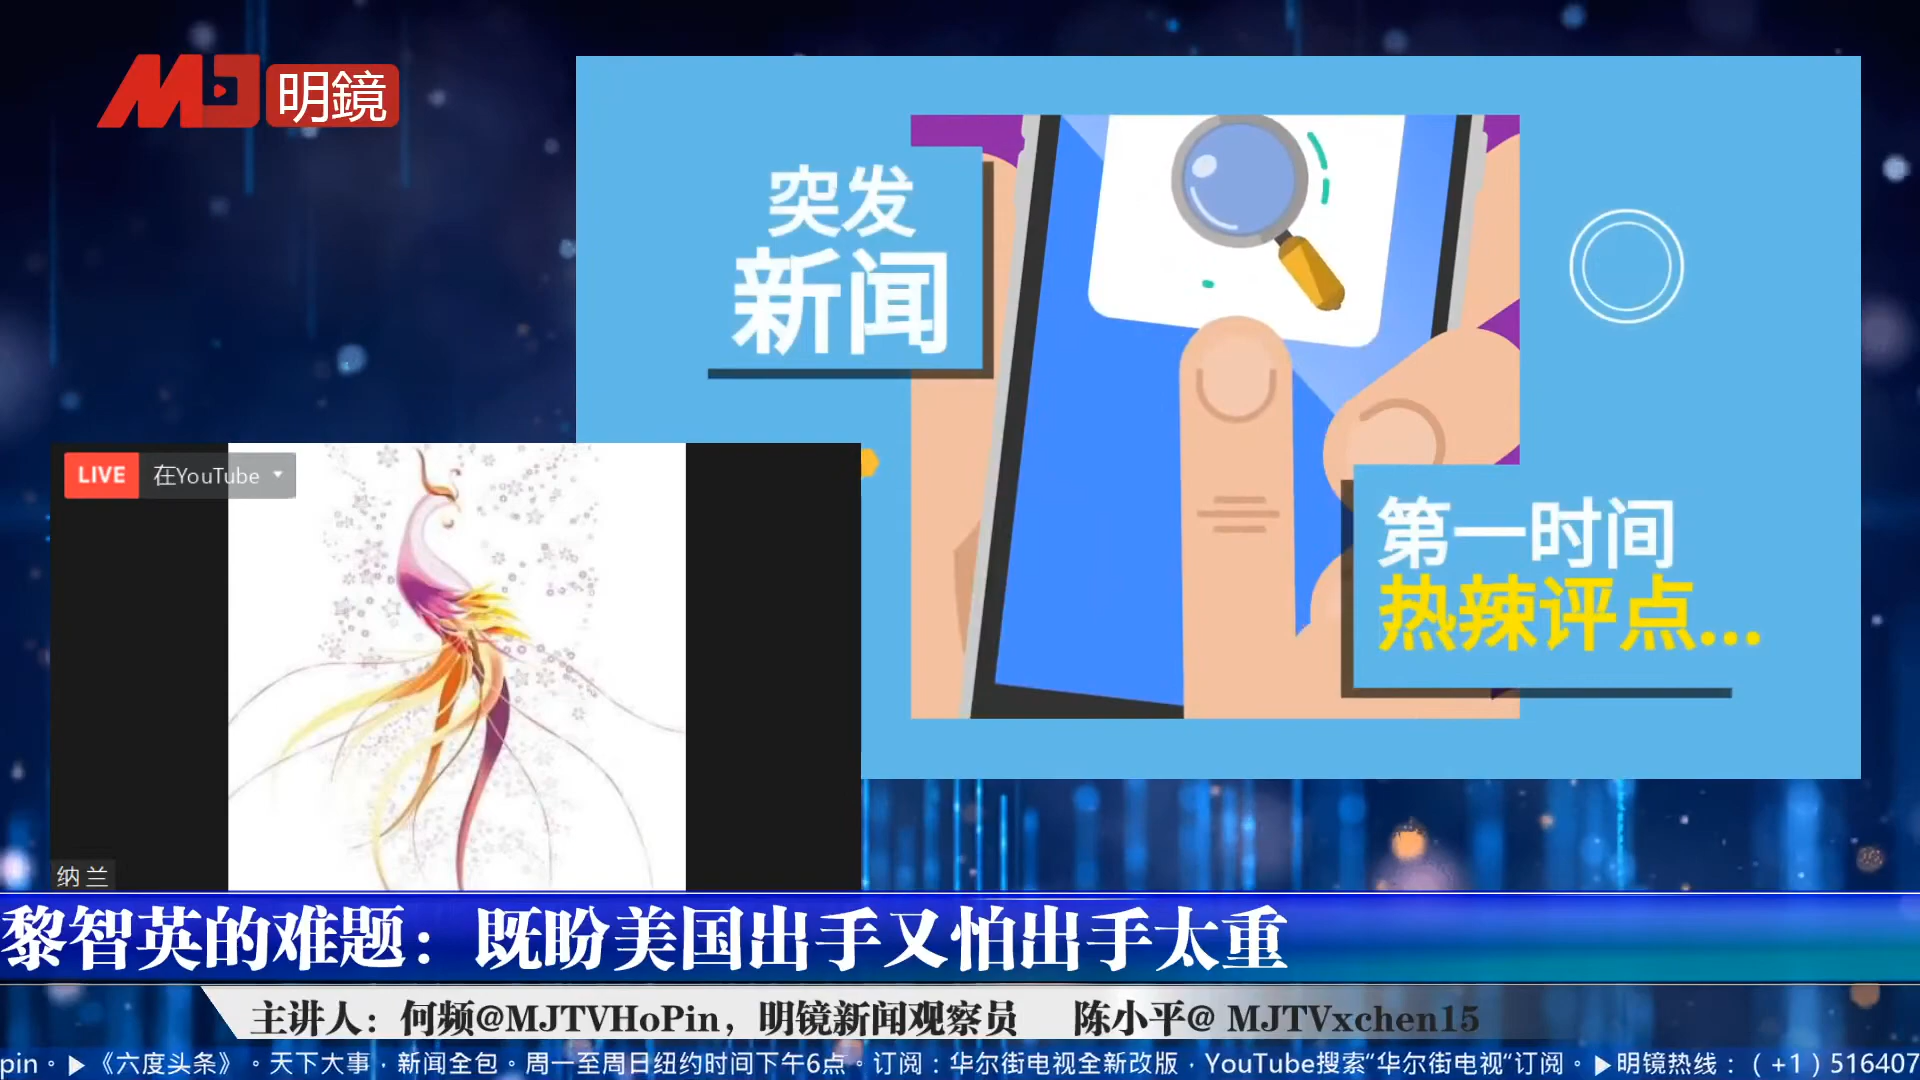 MJ 明鏡
突发
新闻
第一时间
热辣评点...
LIVE 在YouTube
纳 兰
黎智英的难题：既盼美国出手又怕出手太重
主讲人：何频@MJTVHoPin，明镜新闻观察员 陈小平@ MJTVxchen15
pin。▶《六度头条》。天下大事，新闻全包。周一至周日纽约时间下午6点。订阅：华尔街电视全新改版，YouTube搜索“华尔街电视”订阅。▶明镜热线：（+1）516407